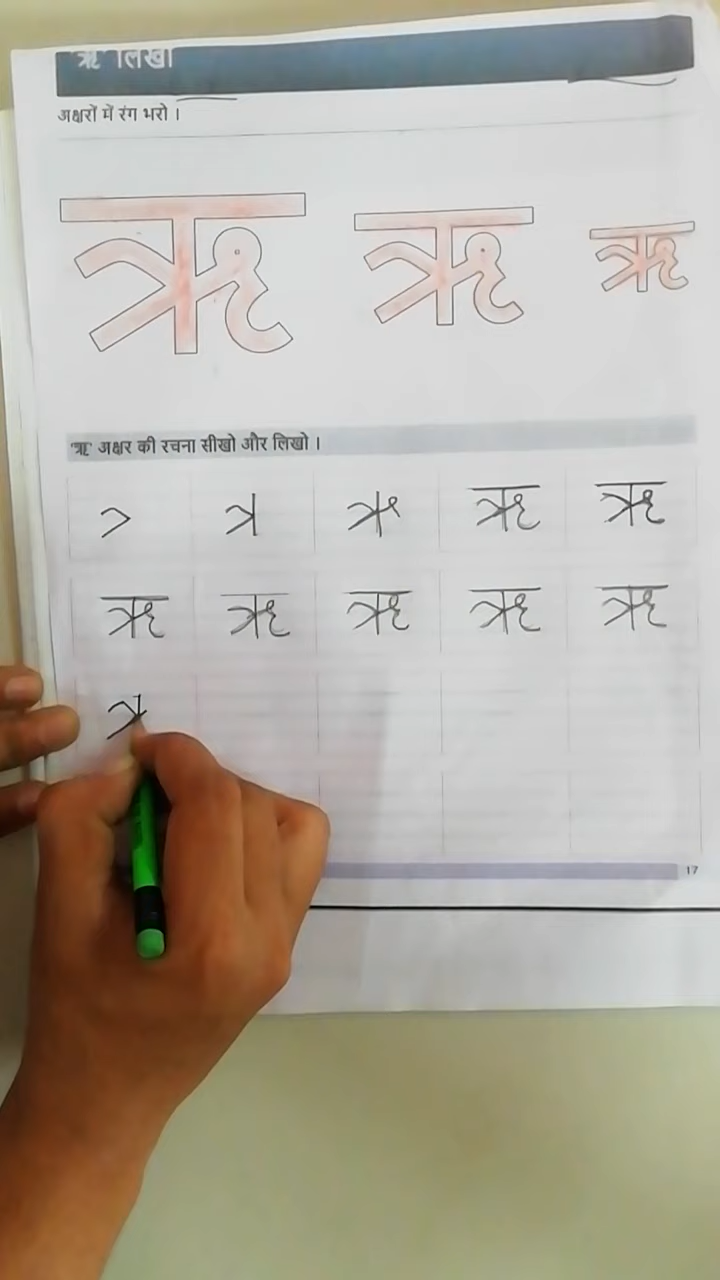 'ऋ' लिखो
अक्षरों में रंग भरो ।
ऋ ऋ ऋ
'ऋ' अक्षर की रचना सीखो और लिखो ।
ऋ ऋ
ऋ ऋ ऋ ऋ ऋ
17